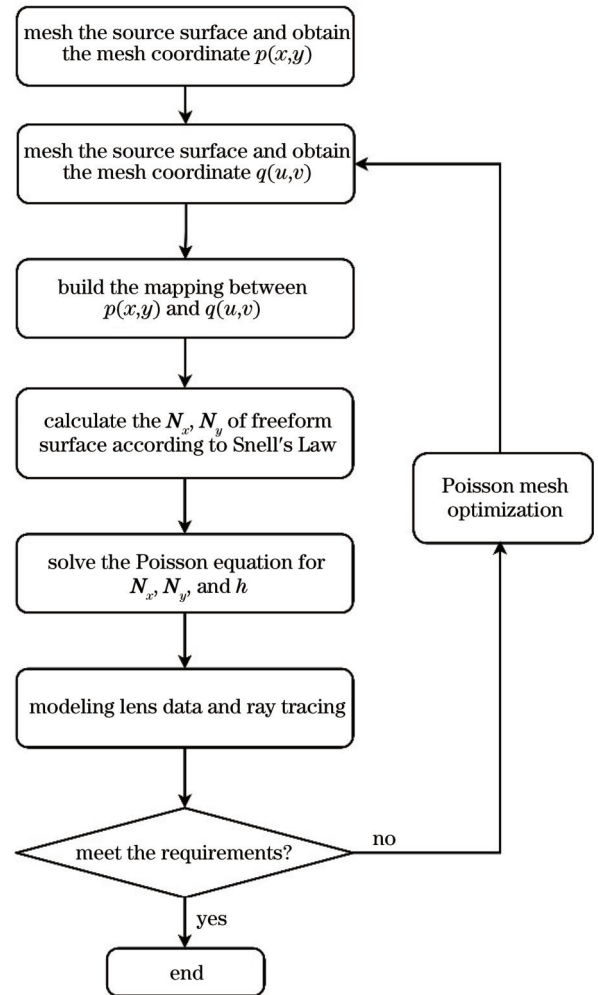 mesh the source surface and obtain
the mesh coordinate p(x,y)
mesh the source surface and obtain
the mesh coordinate q(u,v)
build the mapping between
p(x,y) and q(u,v)
calculate the Nx, Ny of freeform
surface according to Snell's Law
solve the Poisson equation for
Nx, Ny, and h
modeling lens data and ray tracing
meet the requirements?
no
yes
end
Poisson mesh
optimization